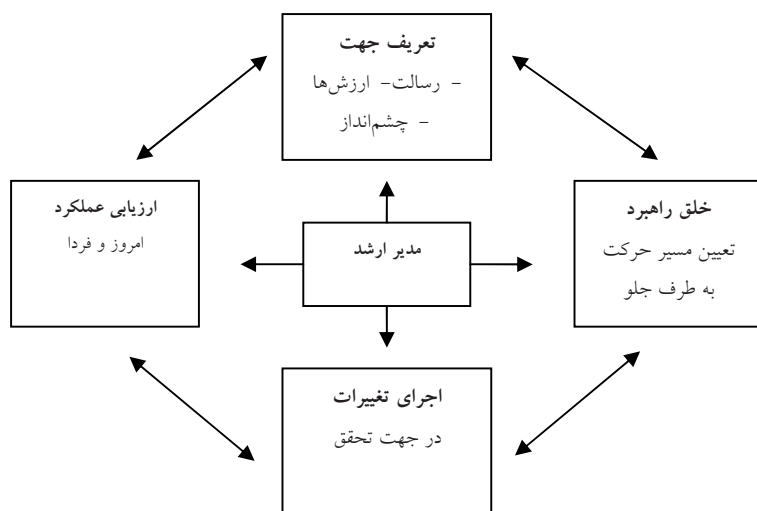 تعریف جهت
- رسالت- ارزش‌ها
- چشم‌انداز
خلق راهبرد
تعیین مسیر حرکت
به طرف جلو
مدیر ارشد
ارزیابی عملکرد
امروز و فردا
اجرای تغییرات
در جهت تحقق